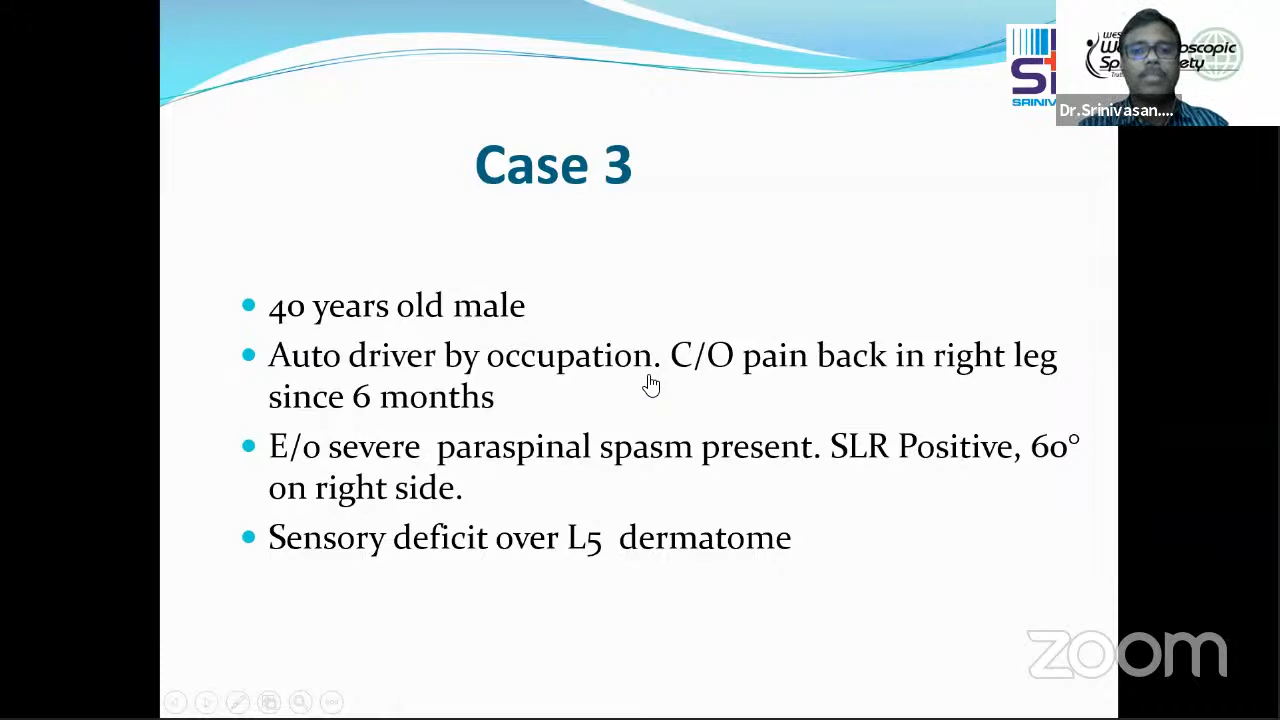 Case 3
40 years old male
Auto driver by occupation. C/O pain back in right leg
since 6 months
E/o severe paraspinal spasm present. SLR Positive, 60°
on right side.
Sensory deficit over L5 dermatome
Dr.Srinivasan....
zoom